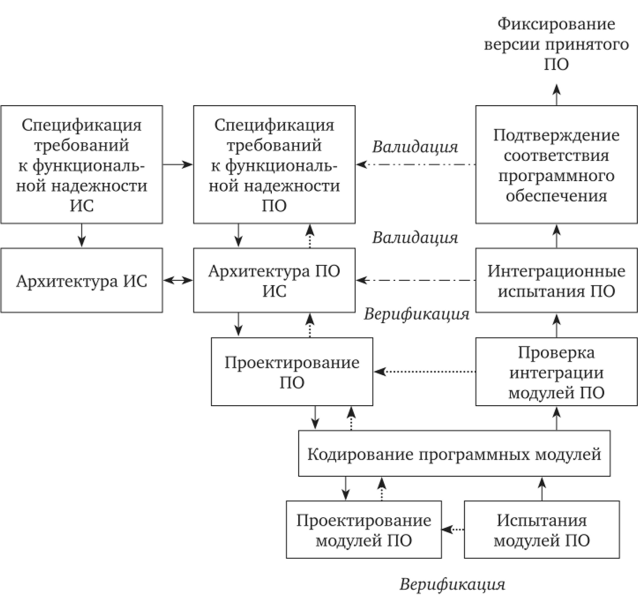 Фиксирование
версии принятого
ПО
Спецификация
требований
к функциональ-
ной надежности
ИС
Спецификация
требований
к функциональ-
ной надежности
ПО
Валидация
Подтверждение
соответствия
программного
обеспечения
Архитектура ИС
Архитектура ПО
ИС
Валидация
Интеграционные
испытания ПО
Верификация
Проектирование
ПО
Проверка
интеграции
модулей ПО
Кодирование программных модулей
Проектирование
модулей ПО
Испытания
модулей ПО
Верификация